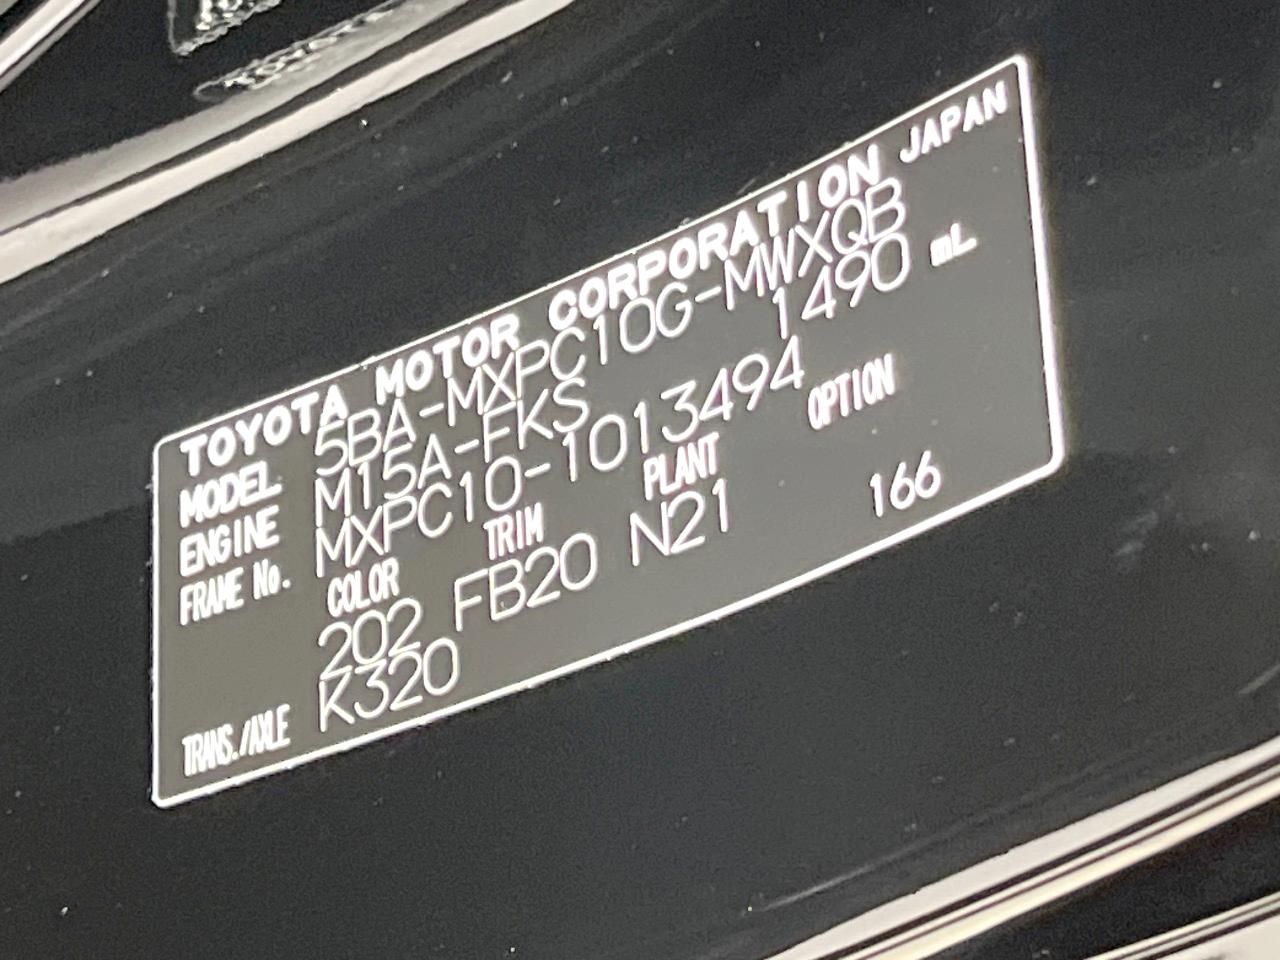 TOYOTA MOTOR CORPORATION JAPAN
MODEL 5BA-MXPC10G-MWXQB
ENGINE M15A-FKS 1490 mL
FRAME No. MXPC10-1013494
COLOR TRIM PLANT OPTION
202 FB20 N21 166
TRANS./AXLE K320